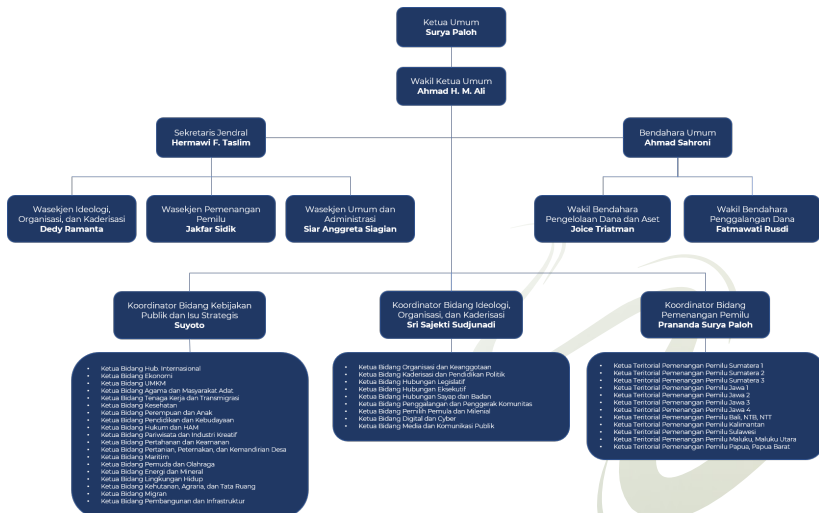 Ketua Umum
Surya Paloh
Wakil Ketua Umum
Ahmad H. M. Ali
Sekretaris Jendral
Hermawi F. Taslim
Bendahara Umum
Ahmad Sahroni
Wasekjen Ideologi,
Organisasi, dan Kaderisasi
Dedy Ramanta
Wasekjen Pemenangan
Pemilu
Jakfar Sidik
Wasekjen Umum dan
Administrasi
Siar Anggreta Siagian
Wakil Bendahara
Pengelolaan Dana dan Aset
Joice Triatman
Wakil Bendahara
Penggalangan Dana
Fatmawati Rusdi
Koordinator Bidang Kebijakan
Publik dan Isu Strategis
Suyoto
Koordinator Bidang Ideologi,
Organisasi, dan Kaderisasi
Sri Sajekti Sudjunadi
Koordinator Bidang
Pemenangan Pemilu
Prananda Surya Paloh
• Ketua Bidang Hub. Internasional
• Ketua Bidang Ekonomi
• Ketua Bidang UMKM
• Ketua Bidang Agama dan Masyarakat Adat
• Ketua Bidang Tenaga Kerja dan Transmigrasi
• Ketua Bidang Kesehatan
• Ketua Bidang Perempuan dan Anak
• Ketua Bidang Pendidikan dan Kebudayaan
• Ketua Bidang Hukum dan HAM
• Ketua Bidang Pariwisata dan Industri Kreatif
• Ketua Bidang Pertahanan dan Keamanan
• Ketua Bidang Pertanian, Peternakan, dan Kemandirian Desa
• Ketua Bidang Maritim
• Ketua Bidang Pemuda dan Olahraga
• Ketua Bidang Energi dan Mineral
• Ketua Bidang Lingkungan Hidup
• Ketua Bidang Kehutanan, Agraria, dan Tata Ruang
• Ketua Bidang Migran
• Ketua Bidang Pembangunan dan Infrastruktur
• Ketua Bidang Organisasi dan Keanggotaan
• Ketua Bidang Kaderisasi dan Pendidikan Politik
• Ketua Bidang Hubungan Legislatif
• Ketua Bidang Hubungan Eksekutif
• Ketua Bidang Hubungan Sayap dan Badan
• Ketua Bidang Penggalangan dan Penggerak Komunitas
• Ketua Bidang Pemilih Pemula dan Milenial
• Ketua Bidang Digital dan Cyber
• Ketua Bidang Media dan Komunikasi Publik
• Ketua Teritorial Pemenangan Pemilu Sumatera 1
• Ketua Teritorial Pemenangan Pemilu Sumatera 2
• Ketua Teritorial Pemenangan Pemilu Sumatera 3
• Ketua Teritorial Pemenangan Pemilu Jawa 1
• Ketua Teritorial Pemenangan Pemilu Jawa 2
• Ketua Teritorial Pemenangan Pemilu Jawa 3
• Ketua Teritorial Pemenangan Pemilu Jawa 4
• Ketua Teritorial Pemenangan Pemilu Bali, NTB, NTT
• Ketua Teritorial Pemenangan Pemilu Kalimantan
• Ketua Teritorial Pemenangan Pemilu Sulawesi
• Ketua Teritorial Pemenangan Pemilu Maluku, Maluku Utara
• Ketua Teritorial Pemenangan Pemilu Papua, Papua Barat